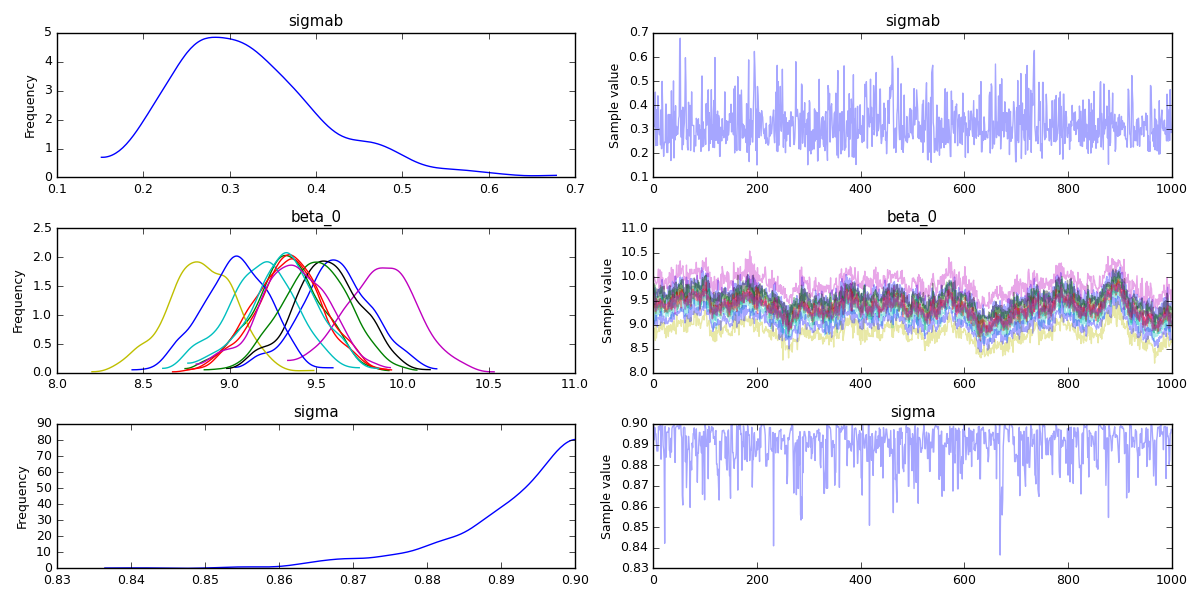 sigmab
Frequency
5
4
3
2
1
0
0.1 0.2 0.3 0.4 0.5 0.6 0.7
sigmab
Sample value
0.7
0.6
0.5
0.4
0.3
0.2
0.1
0 200 400 600 800 1000
beta_0
Frequency
2.5
2.0
1.5
1.0
0.5
0.0
8.0 8.5 9.0 9.5 10.0 10.5 11.0
beta_0
Sample value
11.0
10.5
10.0
9.5
9.0
8.5
8.0
0 200 400 600 800 1000
sigma
Frequency
90
80
70
60
50
40
30
20
10
0
0.83 0.84 0.85 0.86 0.87 0.88 0.89 0.90
sigma
Sample value
0.90
0.89
0.88
0.87
0.86
0.85
0.84
0.83
0 200 400 600 800 1000